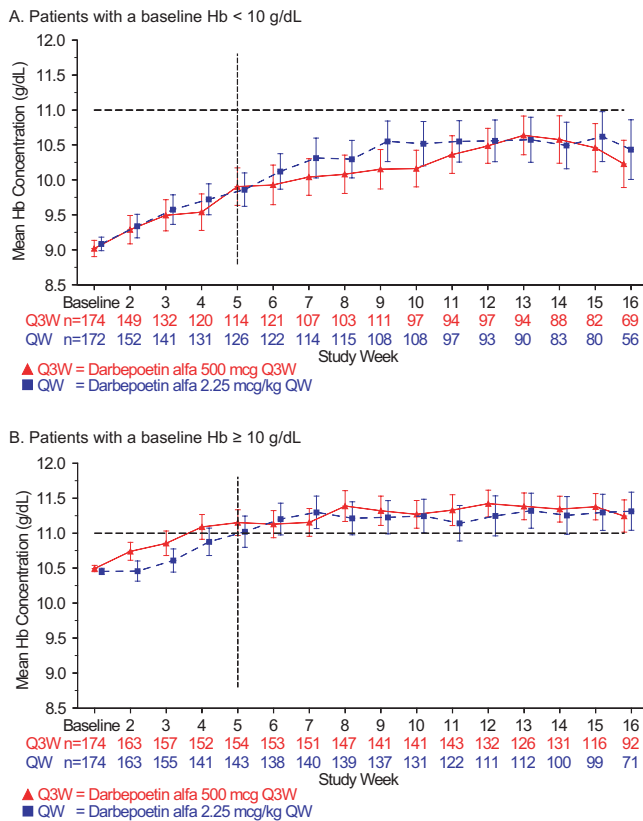 A. Patients with a baseline Hb < 10 g/dL
Mean Hb Concentration (g/dL)
12.0
11.5
11.0
10.5
10.0
9.5
9.0
8.5
Baseline 2 3 4 5 6 7 8 9 10 11 12 13 14 15 16
Q3W n=174 149 132 120 114 121 107 103 111 97 94 97 94 88 82 69
QW n=172 152 141 131 126 122 114 115 108 108 97 93 90 83 80 56
Study Week
Q3W = Darbepoetin alfa 500 mcg Q3W
QW = Darbepoetin alfa 2.25 mcg/kg QW
B. Patients with a baseline Hb ≥ 10 g/dL
Mean Hb Concentration (g/dL)
12.0
11.5
11.0
10.5
10.0
9.5
9.0
8.5
Baseline 2 3 4 5 6 7 8 9 10 11 12 13 14 15 16
Q3W n=174 163 157 152 154 153 151 147 141 141 143 132 126 131 116 92
QW n=174 163 155 141 143 138 140 139 137 131 122 111 112 100 99 71
Study Week
Q3W = Darbepoetin alfa 500 mcg Q3W
QW = Darbepoetin alfa 2.25 mcg/kg QW